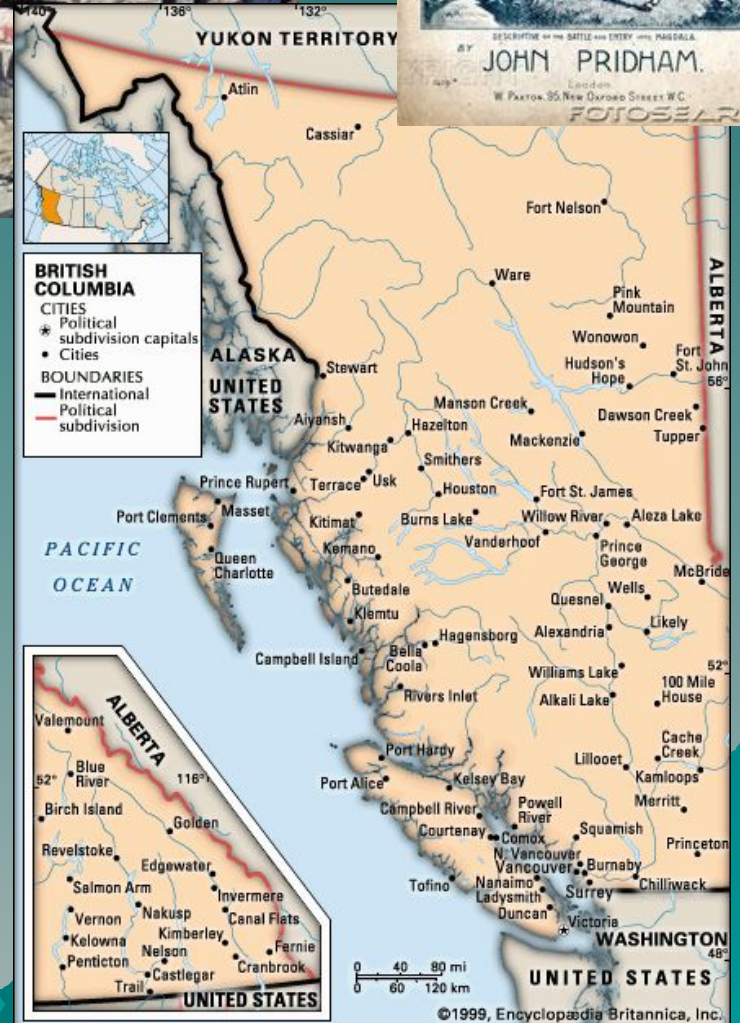 DESCRIPTIVE OF THE BATTLE AND ENTRY INTO MAGDALA.
BY
JOHN PRIDHAM.
London
W. PAXTON, 95, NEW OXFORD STREET W.C.
FOTOSEAR
140°
136°
132°
YUKON TERRITORY
Atlin
Cassiar
Fort Nelson
Ware
Pink
Mountain
Wonowon
Hudson's
Hope
Fort
St. John
ALBERTA
56°
BRITISH
COLUMBIA
CITIES
Political
subdivision capitals
Cities
BOUNDARIES
International
Political
subdivision
ALASKA
UNITED
STATES
Stewart
Manson Creek
Dawson Creek
Tupper
Aiyansh
Hazelton
Mackenzie
Kitwanga
Smithers
Prince Rupert
Terrace
Usk
Houston
Fort St. James
Masset
Port Clements
Kitimat
Burns Lake
Willow River
Aleza Lake
Vanderhoof
Prince
George
PACIFIC
OCEAN
Queen
Charlotte
Kemano
McBride
Butedale
Wells
Quesnel
Klemtu
Likely
Alexandria
Hagensborg
Bella
Coola
Campbell Island
Williams Lake
52°
100 Mile
House
Rivers Inlet
Alkali Lake
Cache
Creek
Port Hardy
Lillooet
Kamloops
Port Alice
Kelsey Bay
Merritt
Campbell River
Powell
River
Courtenay
Comox
Squamish
Princeton
N. Vancouver
Vancouver
Burnaby
Tofino
Nanaimo
Surrey
Chilliwack
Ladysmith
Duncan
Victoria
WASHINGTON
48°
UNITED STATES
0 40 80 mi
0 60 120 km
©1999, Encyclopædia Britannica, Inc.
ALBERTA
Valemount
116°
52°
Blue
River
Birch Island
Golden
Revelstoke
Edgewater
Salmon Arm
Invermere
Vernon
Nakusp
Canal Flats
Kelowna
Kimberley
Fernie
Penticton
Nelson
Cranbrook
Castlegar
Trail
UNITED STATES